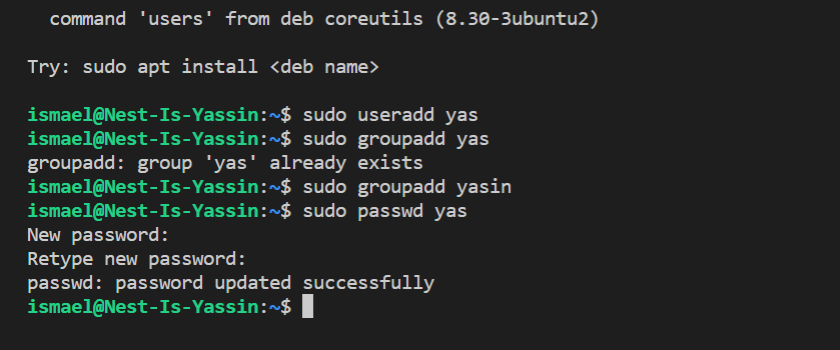 command 'users' from deb coreutils (8.30-3ubuntu2)
Try: sudo apt install <deb name>
ismael@Nest-Is-Yassin:~$ sudo useradd yas
ismael@Nest-Is-Yassin:~$ sudo groupadd yas
groupadd: group 'yas' already exists
ismael@Nest-Is-Yassin:~$ sudo groupadd yasin
ismael@Nest-Is-Yassin:~$ sudo passwd yas
New password:
Retype new password:
passwd: password updated successfully
ismael@Nest-Is-Yassin:~$